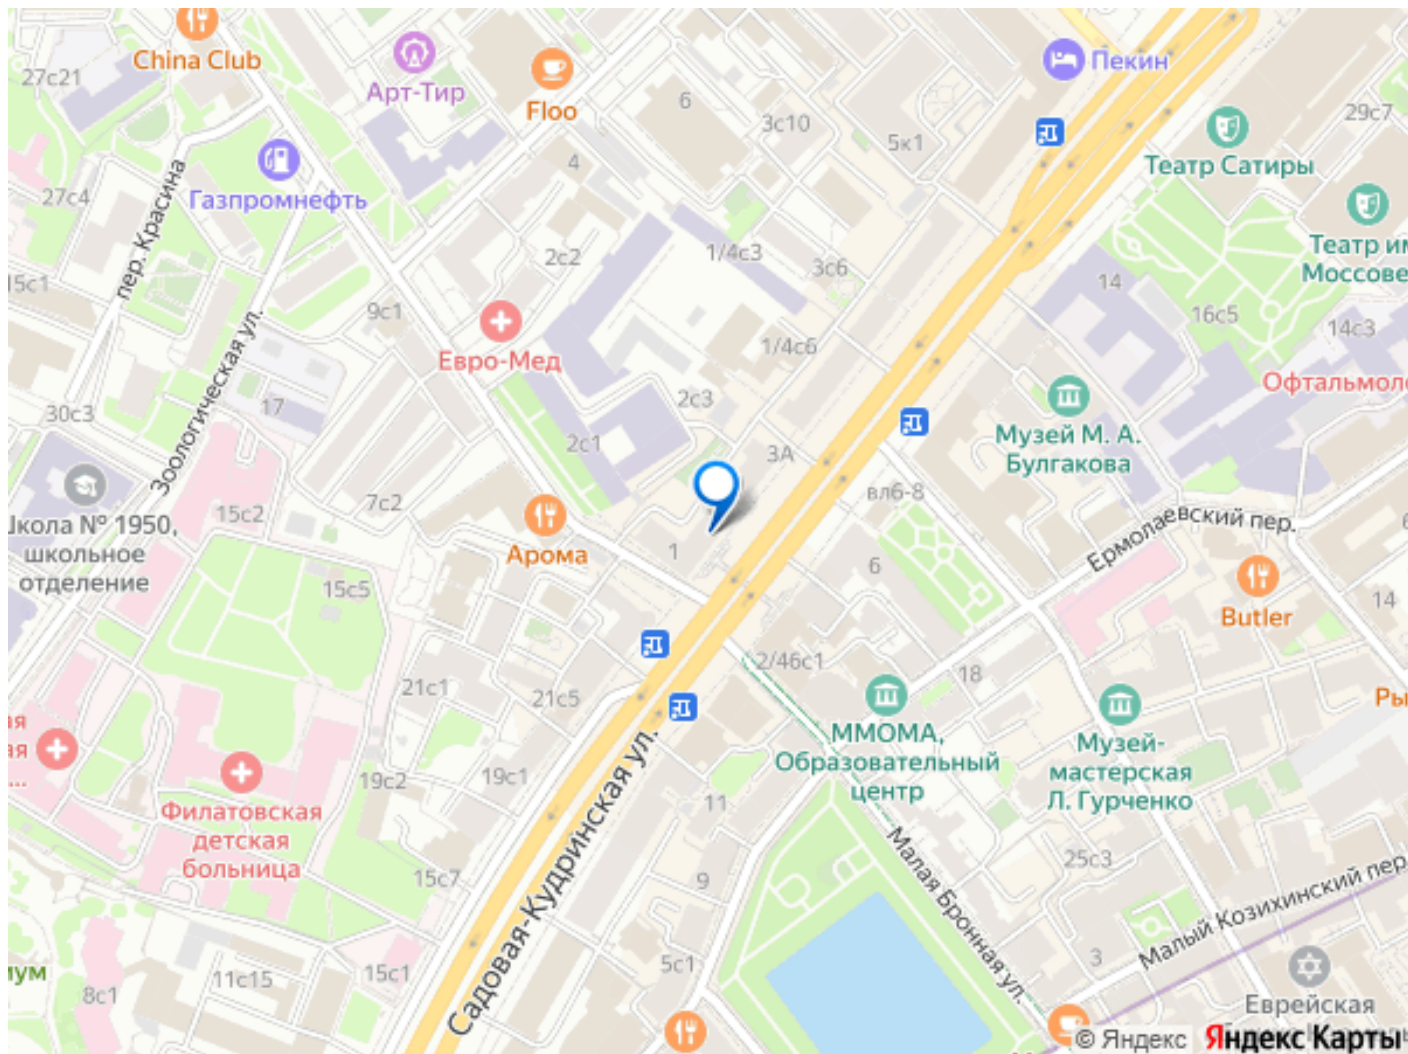 China Club
27с21
Арт-Тир
Floo
6
3с10
5к1
Пекин
29с7
Театр Сатиры
4
27с4
Газпромнефть
пер. Красина
2с2
1/4с3
3с6
Театр им
Моссове
14
15с1
9с1
16с5
14с3
Евро-Мед
1/4с6
Зоологическая ул.
Офтальмоло
17
2с3
30с3
Музей М. А.
Булгакова
2с1
3А
вл6-8
7с2
15с2
Школа № 1950,
школьное
отделение
Арома
1
Ермолаевский пер.
6
15с5
Butler
14
2/46с1
18
21с1
21с5
Ры
ММОМА,
Образовательный
центр
Музей-
мастерская
Л. Гурченко
ая
ая
...
19с2
19с1
Филатовская
детская
больница
11
Садовая-Кудринская ул.
Малая Бронная ул.
25с3
15с7
9
Малый Козихинский пер.
5с1
3
иум
11с15
15с1
8с1
Еврейская
© Яндекс
Яндекс Карты